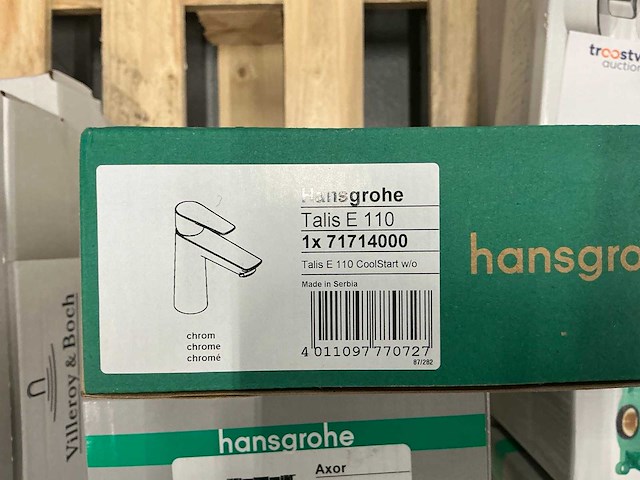 troostw
auction
Hansgrohe
Talis E 110
1x 71714000
Talis E 110 CoolStart w/o
Made in Serbia
chrom
chrome
chromé
4 011097 770727
87/282
hansgro
Villeroy & Boch
hansgrohe
Axor